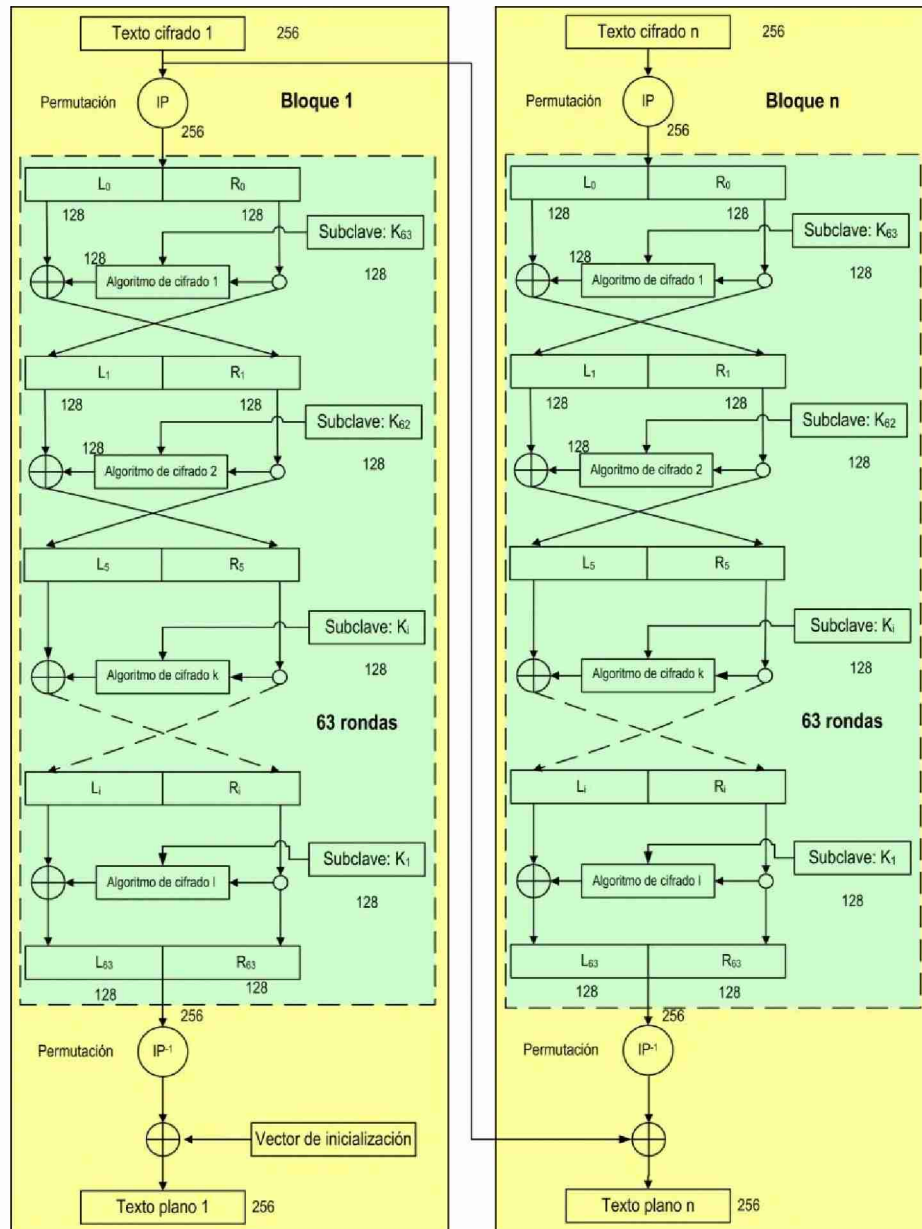 Texto cifrado 1
256
Permutación
IP
Bloque 1
256
L0
R0
128
128
Subclave: K63
128
128
Algoritmo de cifrado 1
L1
R1
128
128
Subclave: K62
128
128
Algoritmo de cifrado 2
L5
R5
Subclave: Ki
128
Algoritmo de cifrado k
63 rondas
Li
Ri
Subclave: K1
128
Algoritmo de cifrado l
L63
R63
128
128
256
Permutación
IP-1
Vector de inicialización
Texto plano 1
256
Texto cifrado n
256
Permutación
IP
Bloque n
256
L0
R0
128
128
Subclave: K63
128
128
Algoritmo de cifrado 1
L1
R1
128
128
Subclave: K62
128
128
Algoritmo de cifrado 2
L5
R5
Subclave: Ki
128
Algoritmo de cifrado k
63 rondas
Li
Ri
Subclave: K1
128
Algoritmo de cifrado l
L63
R63
128
128
256
Permutación
IP-1
Texto plano n
256